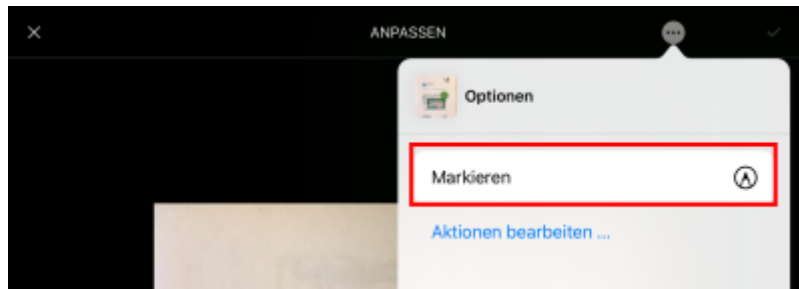 ANPASSEN
Optionen
Markieren
Aktionen bearbeiten ...